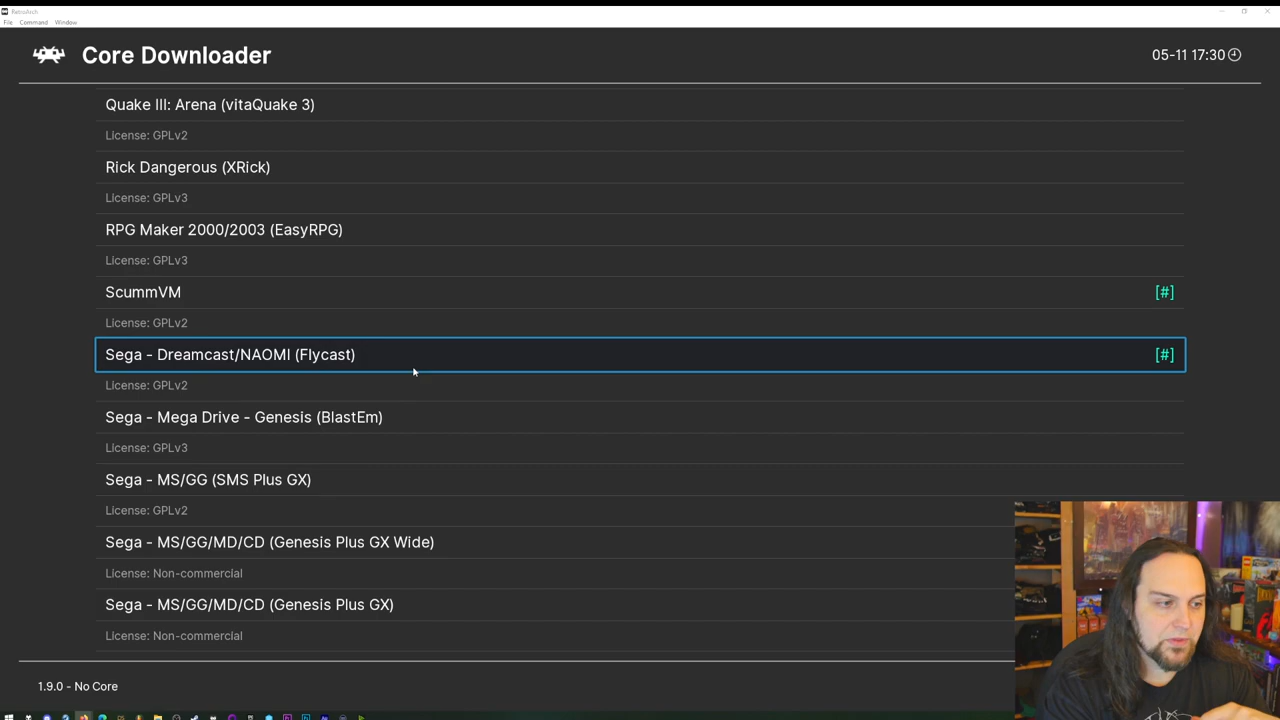 RetroArch
File Command Window
Core Downloader
05-11 17:30
Quake III: Arena (vitaQuake 3)
License: GPLv2
Rick Dangerous (XRick)
License: GPLv3
RPG Maker 2000/2003 (EasyRPG)
License: GPLv3
ScummVM [#]
License: GPLv2
Sega - Dreamcast/NAOMI (Flycast) [#]
License: GPLv2
Sega - Mega Drive - Genesis (BlastEm)
License: GPLv3
Sega - MS/GG (SMS Plus GX)
License: GPLv2
Sega - MS/GG/MD/CD (Genesis Plus GX Wide)
License: Non-commercial
Sega - MS/GG/MD/CD (Genesis Plus GX)
License: Non-commercial
1.9.0 - No Core